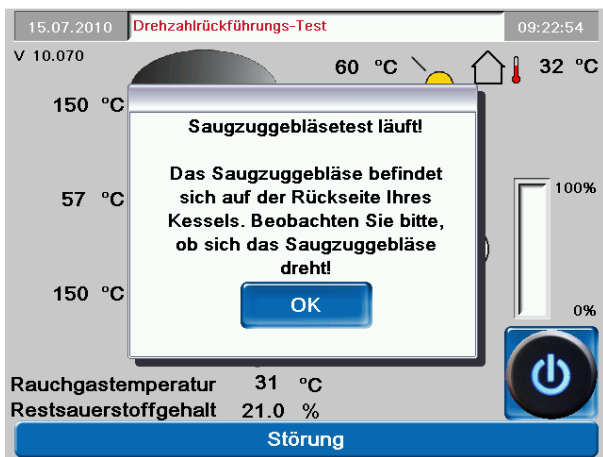 15.07.2010 Drehzahlrückführungs-Test 09:22:54
V 10.070
60 °C 32 °C
150 °C
Saugzuggebläsetest läuft!
Das Saugzuggebläse befindet
sich auf der Rückseite Ihres
Kessels. Beobachten Sie bitte,
ob sich das Saugzuggebläse
dreht!
OK
57 °C
100%
150 °C
0%
Rauchgastemperatur 31 °C
Restsauerstoffgehalt 21.0 %
Störung